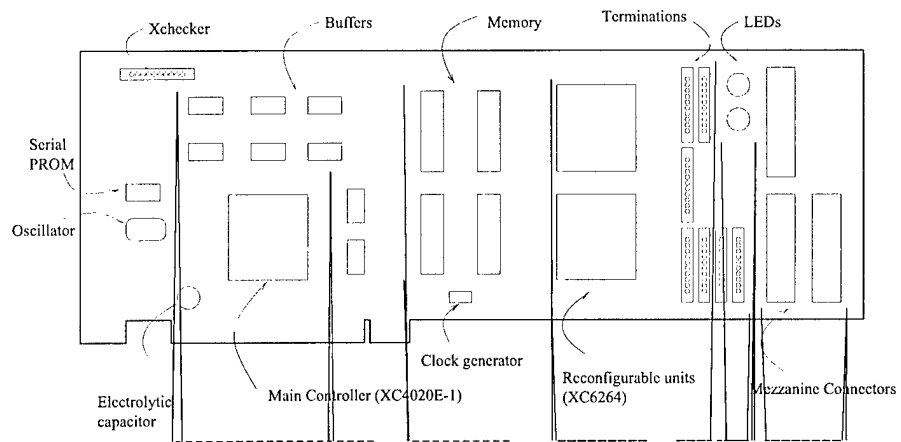 Xchecker
Buffers
Memory
Terminations
LEDs
Serial
PROM
Oscillator
Electrolytic
capacitor
Main Controller (XC4020E-1)
Clock generator
Reconfigurable units
(XC6264)
Mezzanine Connectors